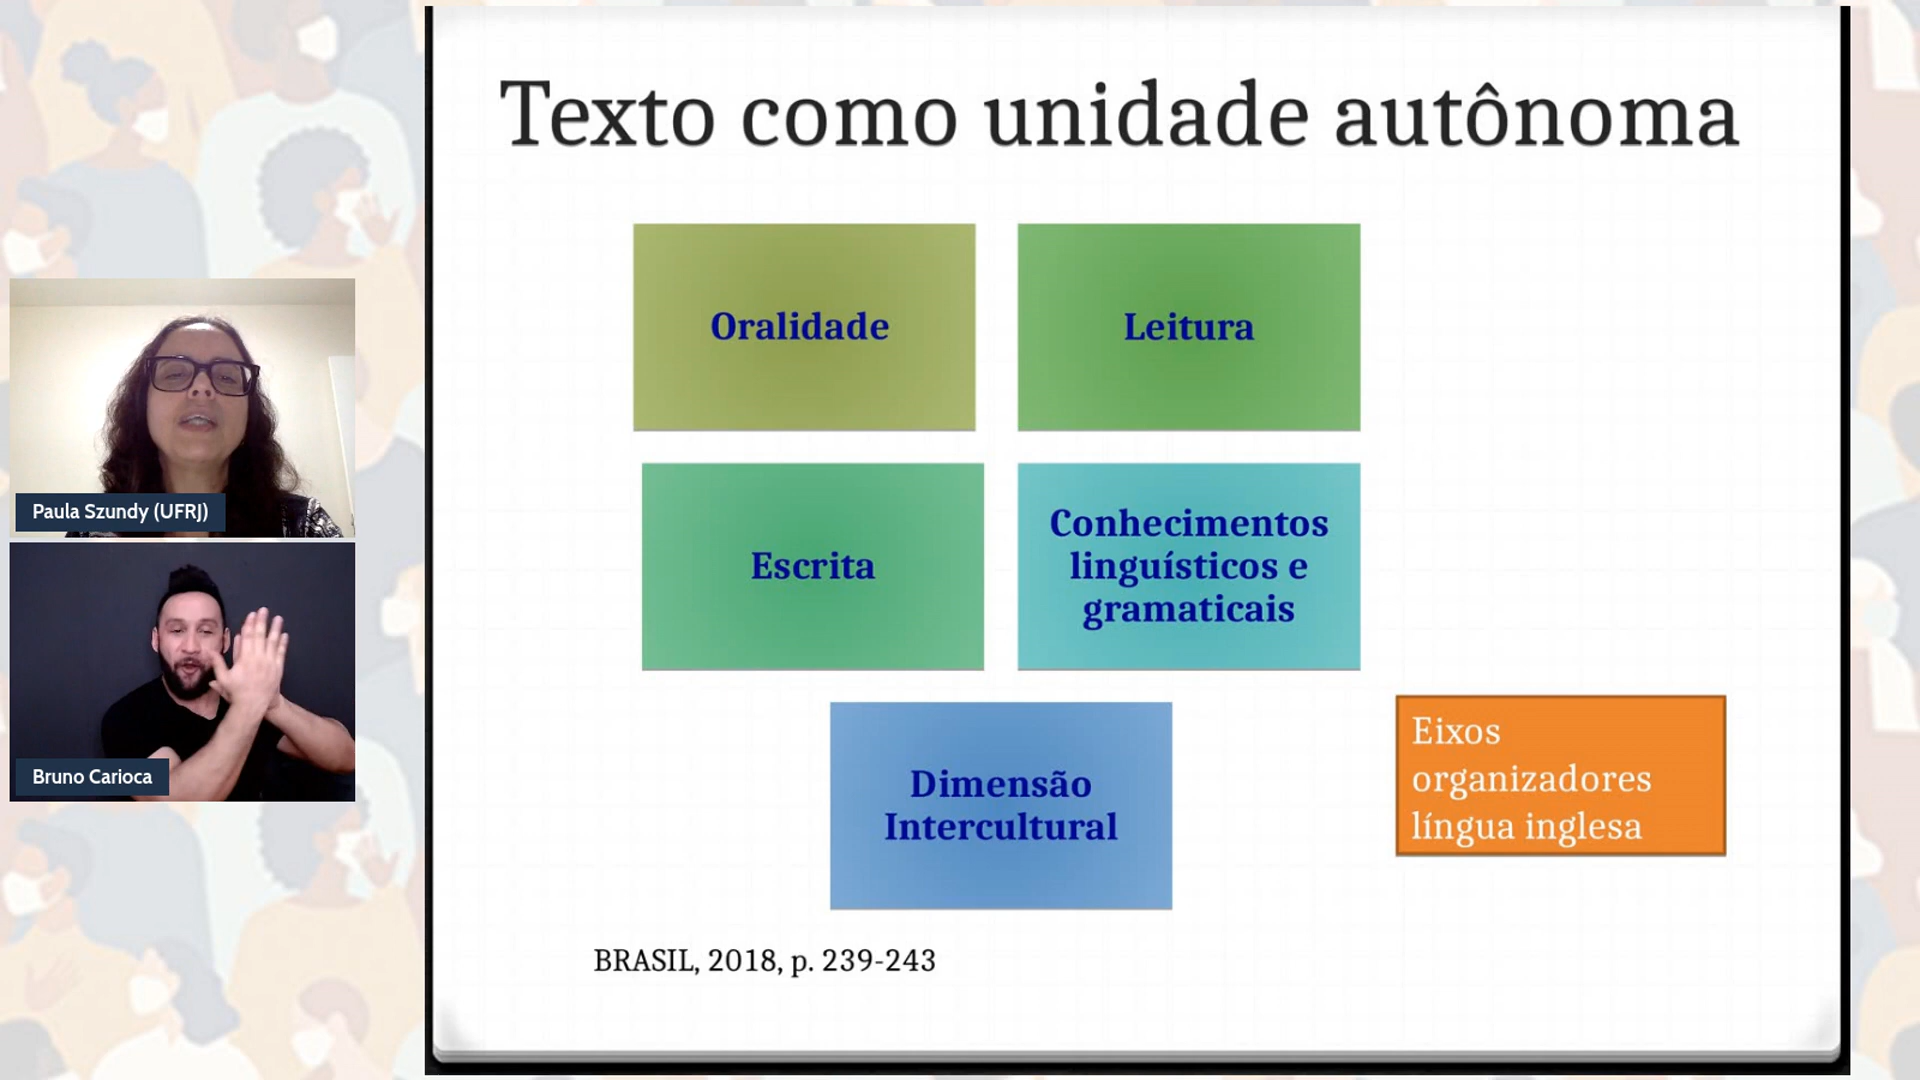 Texto como unidade autônoma
Oralidade
Leitura
Escrita
Conhecimentos
linguísticos e
gramaticais
Dimensão
Intercultural
Eixos
organizadores
língua inglesa
BRASIL, 2018, p. 239-243
Paula Szundy (UFRJ)
Bruno Carioca